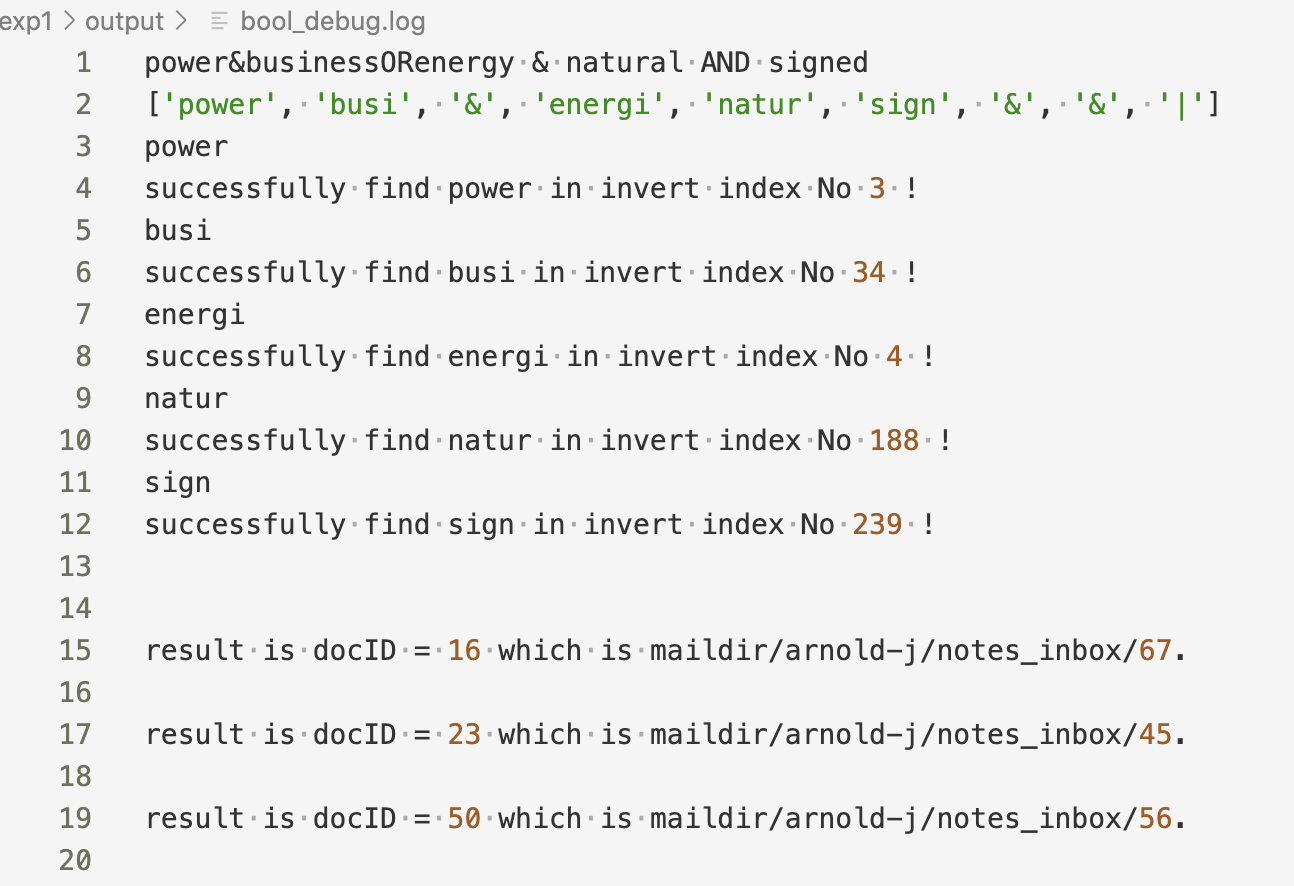 exp1 > output > bool_debug.log
1 power&businessORenergy & natural AND signed
2 ['power', 'busi', '&', 'energi', 'natur', 'sign', '&', '&', '|']
3 power
4 successfully find power in invert index No 3 !
5 busi
6 successfully find busi in invert index No 34 !
7 energi
8 successfully find energi in invert index No 4 !
9 natur
10 successfully find natur in invert index No 188 !
11 sign
12 successfully find sign in invert index No 239 !
13
14
15 result is docID = 16 which is maildir/arnold-j/notes_inbox/67.
16
17 result is docID = 23 which is maildir/arnold-j/notes_inbox/45.
18
19 result is docID = 50 which is maildir/arnold-j/notes_inbox/56.
20